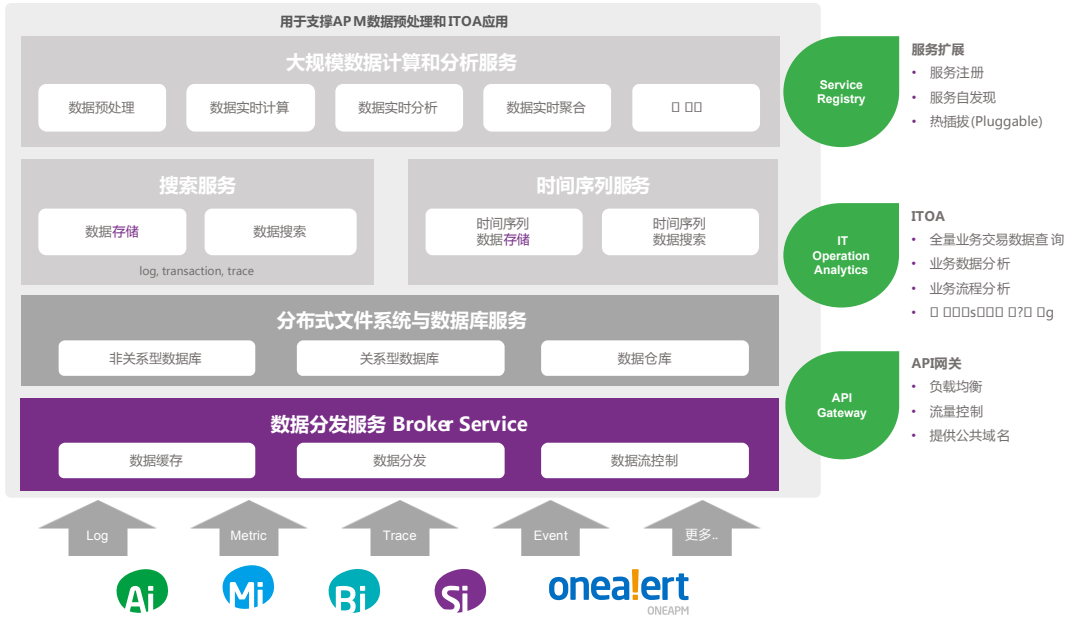 用于支撑APM数据预处理和ITOA应用
大规模数据计算和分析服务
数据预处理
数据实时计算
数据实时分析
数据实时聚合
搜索服务
数据存储
数据搜索
log, transaction, trace
时间序列服务
时间序列
数据存储
时间序列
数据搜索
分布式文件系统与数据库服务
非关系型数据库
关系型数据库
数据仓库
数据分发服务 Broker Service
数据缓存
数据分发
数据流控制
Log
Metric
Trace
Event
更多..
Ai
Mi
Bi
Si
onealert
ONEAPM
Service
Registry
服务扩展
• 服务注册
• 服务自发现
• 热插拔(Pluggable)
IT
Operation
Analytics
ITOA
• 全量业务交易数据查询
• 业务数据分析
• 业务流程分析
API
Gateway
API网关
• 负载均衡
• 流量控制
• 提供公共域名